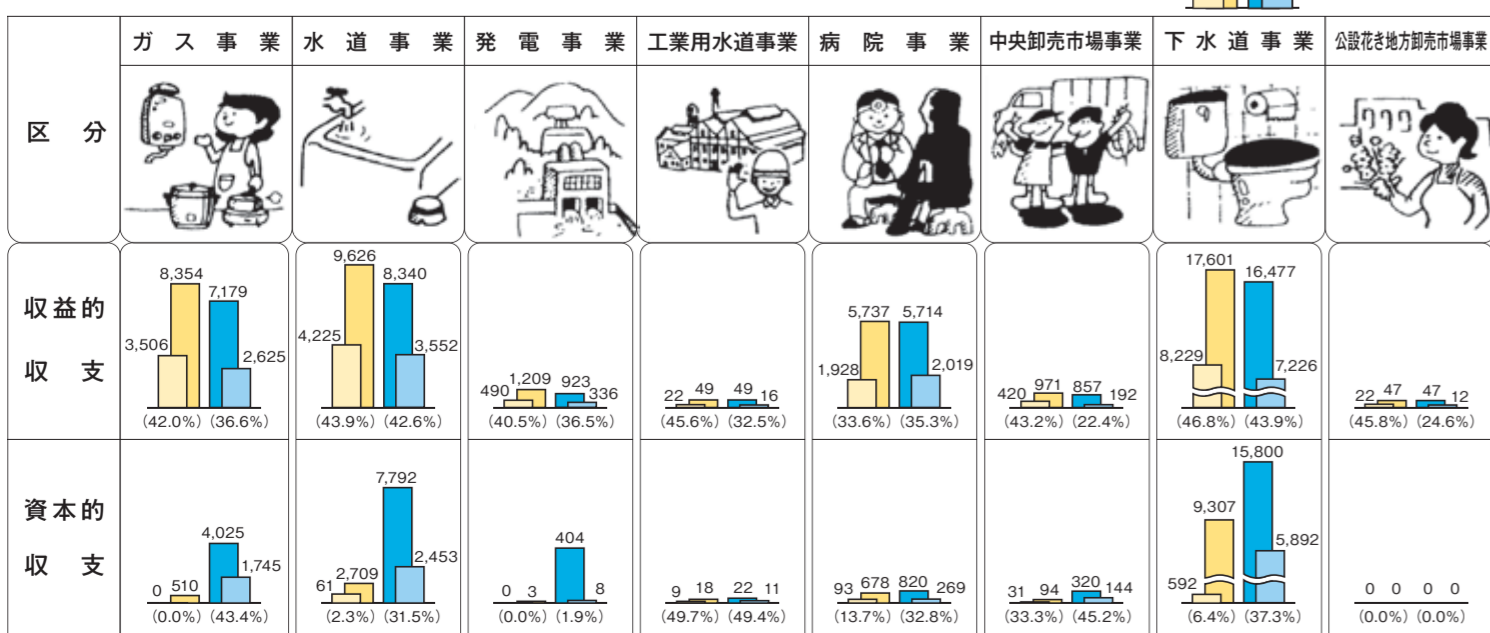 区分 ガス事業 水道事業 発電事業 工業用水道事業 病院事業 中央卸売市場事業 下水道事業 公設花き地方卸売市場事業
収益的
収支
3,506 8,354 7,179 2,625
(42.0%) (36.6%)
4,225 9,626 8,340 3,552
(43.9%) (42.6%)
490 1,209 923 336
(40.5%) (36.5%)
22 49 49 16
(45.6%) (32.5%)
1,928 5,737 5,714 2,019
(33.6%) (35.3%)
420 971 857 192
(43.2%) (22.4%)
8,229 17,601 16,477 7,226
(46.8%) (43.9%)
22 47 47 12
(45.8%) (24.6%)
資本的
収支
0 510 4,025 1,745
(0.0%) (43.4%)
61 2,709 7,792 2,453
(2.3%) (31.5%)
0 3 404 8
(0.0%) (1.9%)
9 18 22 11
(49.7%) (49.4%)
93 678 820 269
(13.7%) (32.8%)
31 94 320 144
(33.3%) (45.2%)
592 9,307 15,800 5,892
(6.4%) (37.3%)
0 0 0 0
(0.0%) (0.0%)